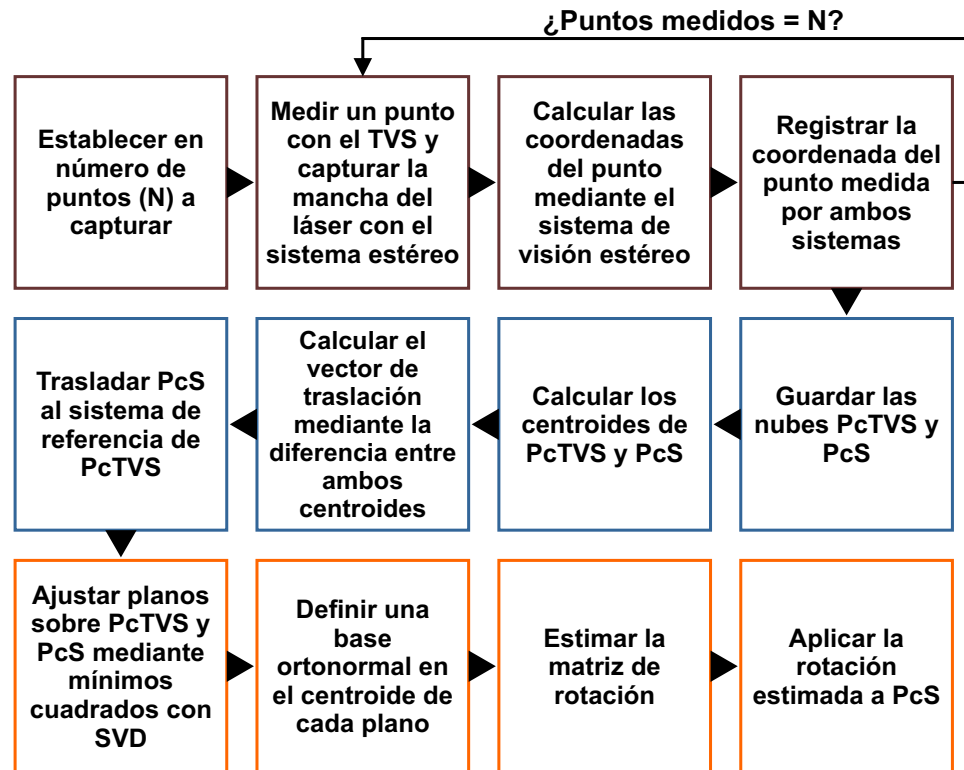 ¿Puntos medidos = N?
Establecer en
número de
puntos (N) a
capturar
Medir un punto
con el TVS y
capturar la
mancha del
láser con el
sistema estéreo
Calcular las
coordenadas
del punto
mediante el
sistema de
visión estéreo
Registrar la
coordenada del
punto medida
por ambos
sistemas
Trasladar PcS
al sistema de
referencia de
PcTVS
Calcular el
vector de
traslación
mediante la
diferencia entre
ambos
centroides
Calcular los
centroides de
PcTVS y PcS
Guardar las
nubes PcTVS y
PcS
Ajustar planos
sobre PcTVS y
PcS mediante
mínimos
cuadrados con
SVD
Definir una
base
ortonormal en
el centroide de
cada plano
Estimar la
matriz de
rotación
Aplicar la
rotación
estimada a PcS